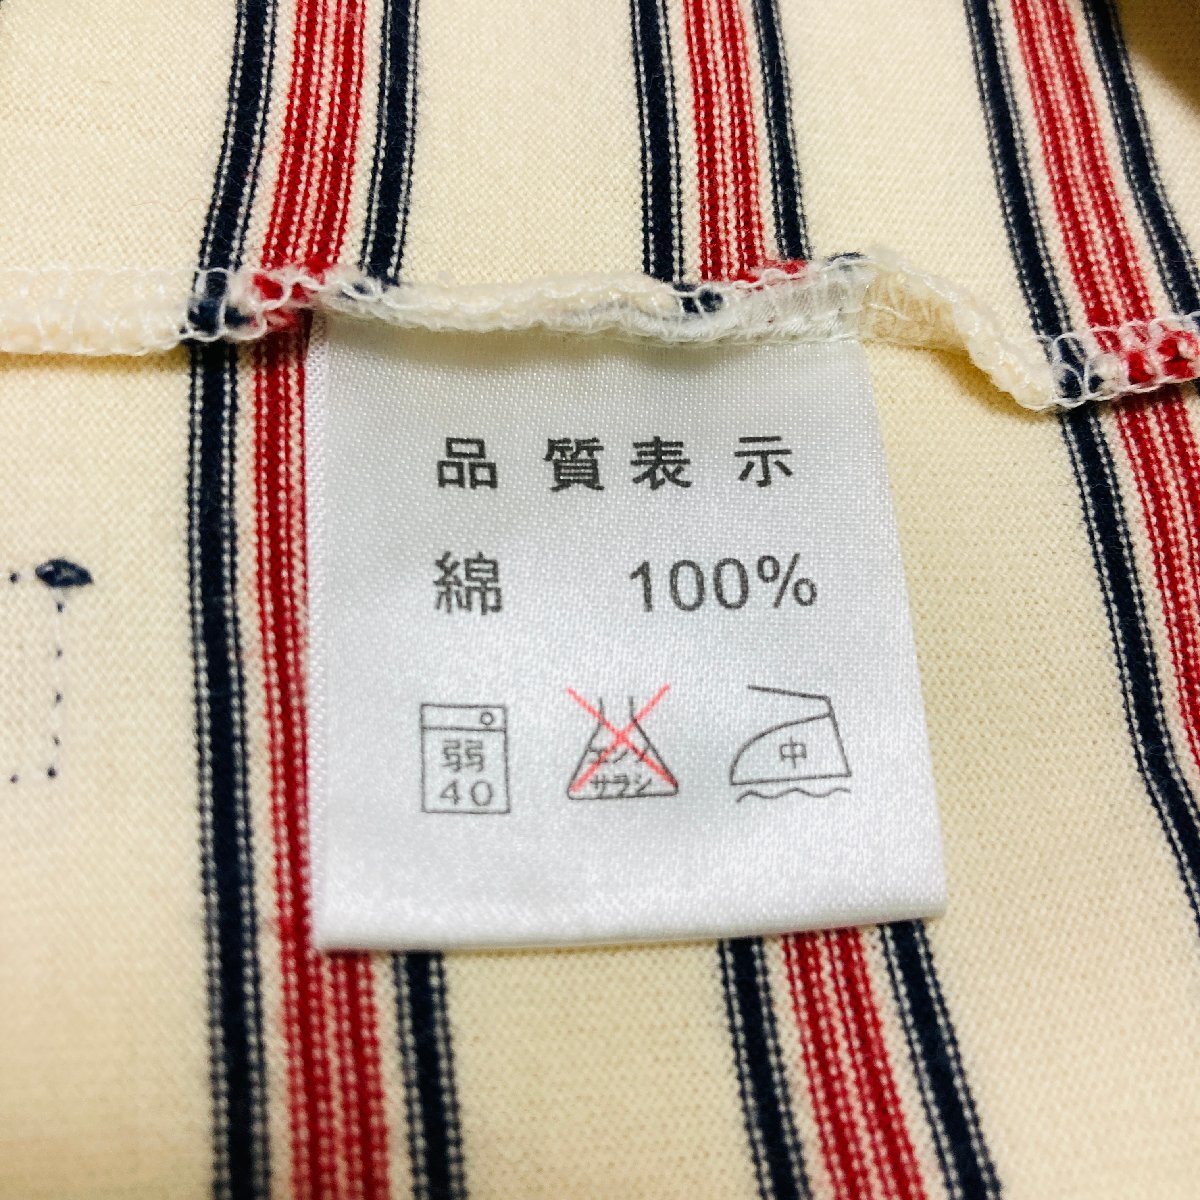 品質表示
綿 100%
弱 エンソ 中
40 サラシ